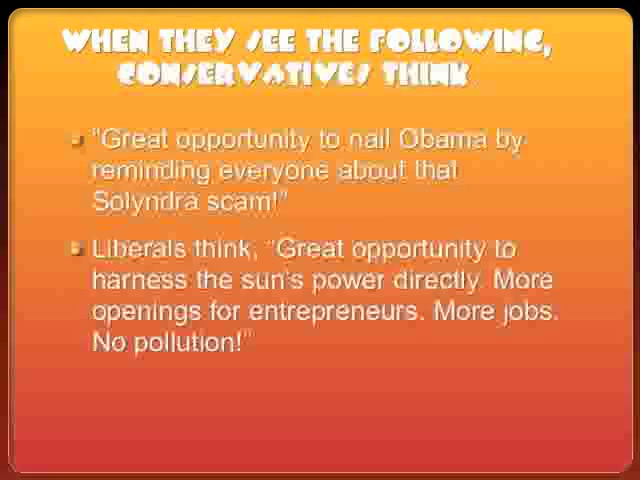 WHEN THEY SEE THE FOLLOWING,
CONSERVATIVES THINK
"Great opportunity to nail Obama by
reminding everyone about that
Solyndra scam!"
Liberals think, "Great opportunity to
harness the sun's power directly. More
openings for entrepreneurs. More jobs.
No pollution!"